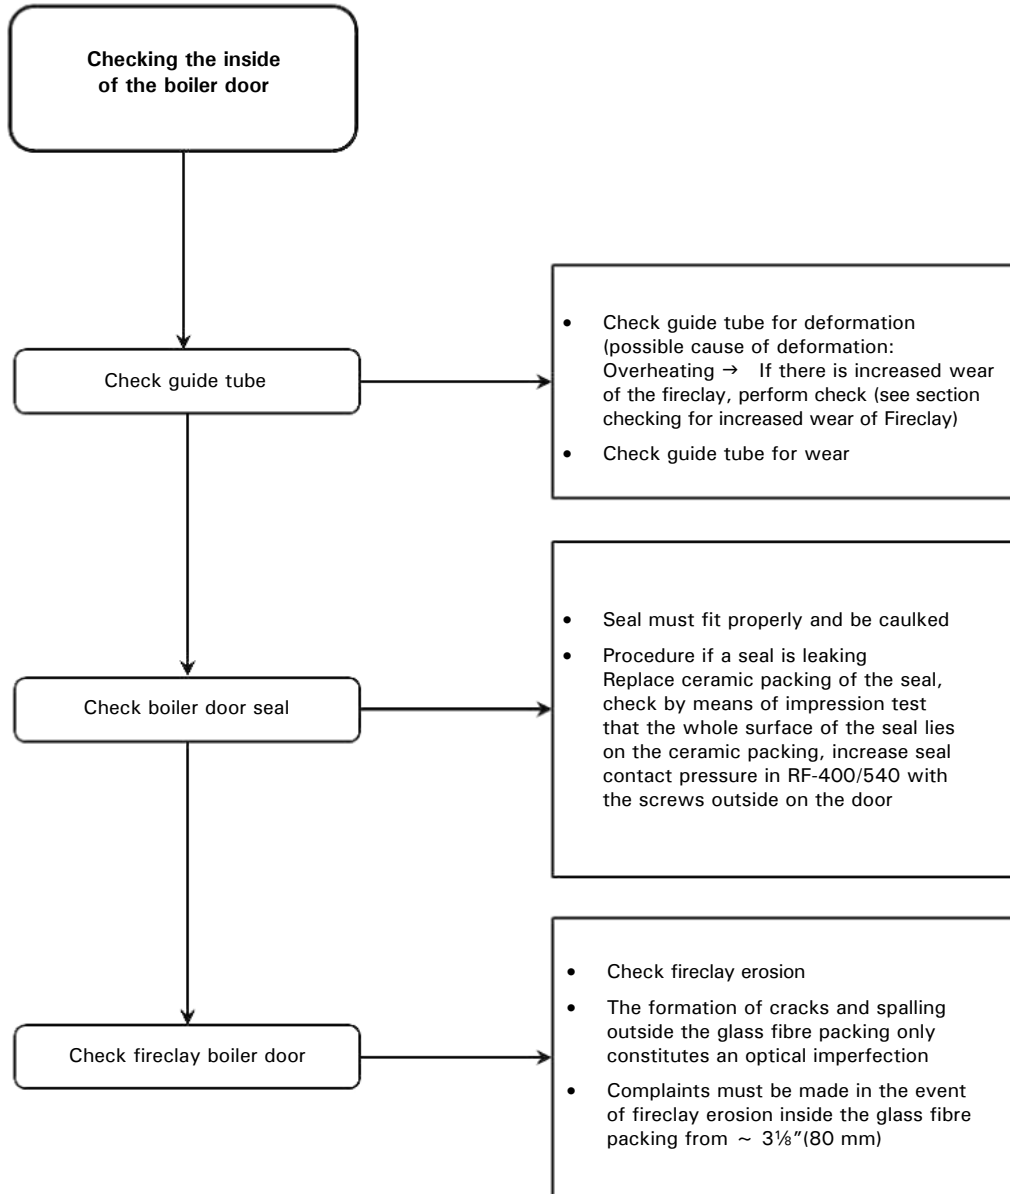 Checking the inside
of the boiler door
Check guide tube
• Check guide tube for deformation
(possible cause of deformation:
Overheating → If there is increased wear
of the fireclay, perform check (see section
checking for increased wear of Fireclay)
• Check guide tube for wear
Check boiler door seal
• Seal must fit properly and be caulked
• Procedure if a seal is leaking
Replace ceramic packing of the seal,
check by means of impression test
that the whole surface of the seal lies
on the ceramic packing, increase seal
contact pressure in RF-400/540 with
the screws outside on the door
Check fireclay boiler door
• Check fireclay erosion
• The formation of cracks and spalling
outside the glass fibre packing only
constitutes an optical imperfection
• Complaints must be made in the event
of fireclay erosion inside the glass fibre
packing from ~ 3⅛"(80 mm)